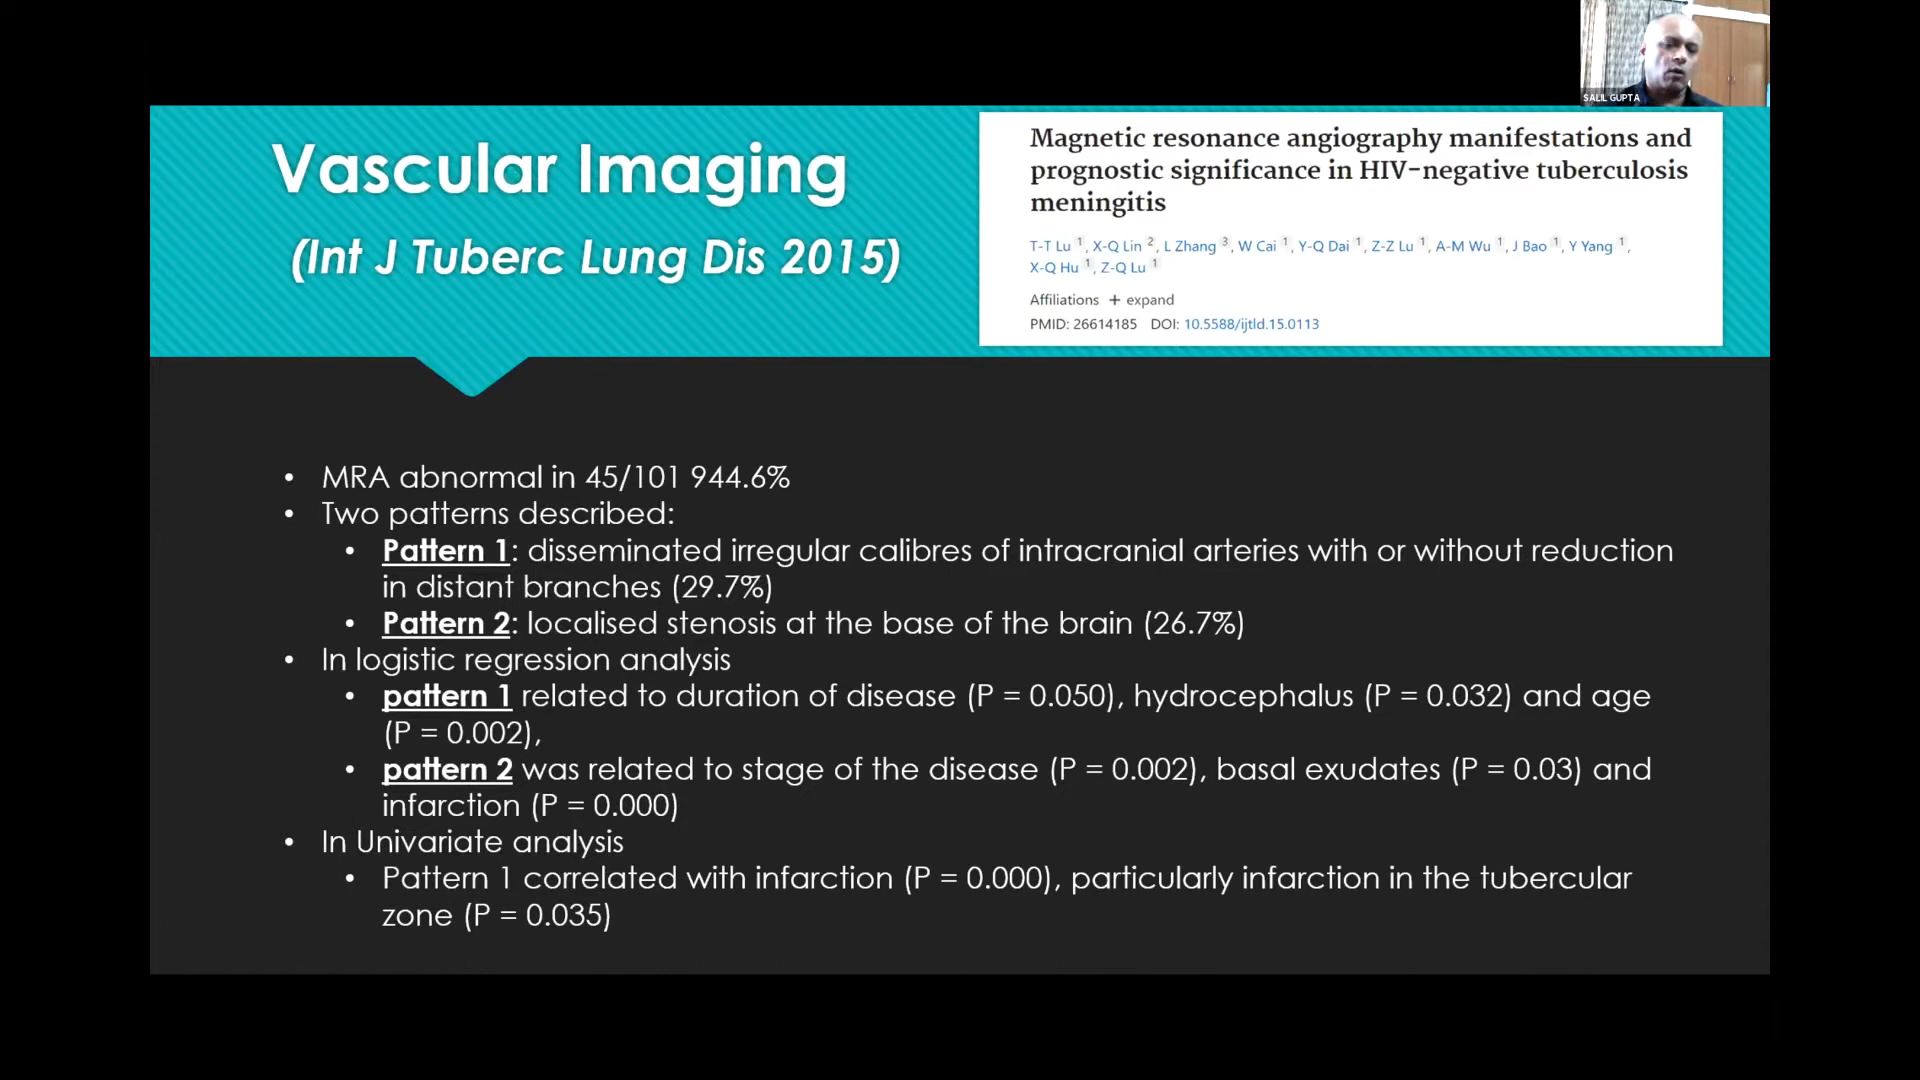 SALIL GUPTA
Vascular Imaging
(Int J Tuberc Lung Dis 2015)
Magnetic resonance angiography manifestations and
prognostic significance in HIV-negative tuberculosis
meningitis
T-T Lu 1, X-Q Lin 2, L Zhang 3, W Cai 1, Y-Q Dai 1, Z-Z Lu 1, A-M Wu 1, J Bao 1, Y Yang 1,
X-Q Hu 1, Z-Q Lu 1
Affiliations + expand
PMID: 26614185 DOI: 10.5588/ijtld.15.0113
• MRA abnormal in 45/101 944.6%
• Two patterns described:
• Pattern 1: disseminated irregular calibres of intracranial arteries with or without reduction
in distant branches (29.7%)
• Pattern 2: localised stenosis at the base of the brain (26.7%)
• In logistic regression analysis
• pattern 1 related to duration of disease (P = 0.050), hydrocephalus (P = 0.032) and age
(P = 0.002),
• pattern 2 was related to stage of the disease (P = 0.002), basal exudates (P = 0.03) and
infarction (P = 0.000)
• In Univariate analysis
• Pattern 1 correlated with infarction (P = 0.000), particularly infarction in the tubercular
zone (P = 0.035)